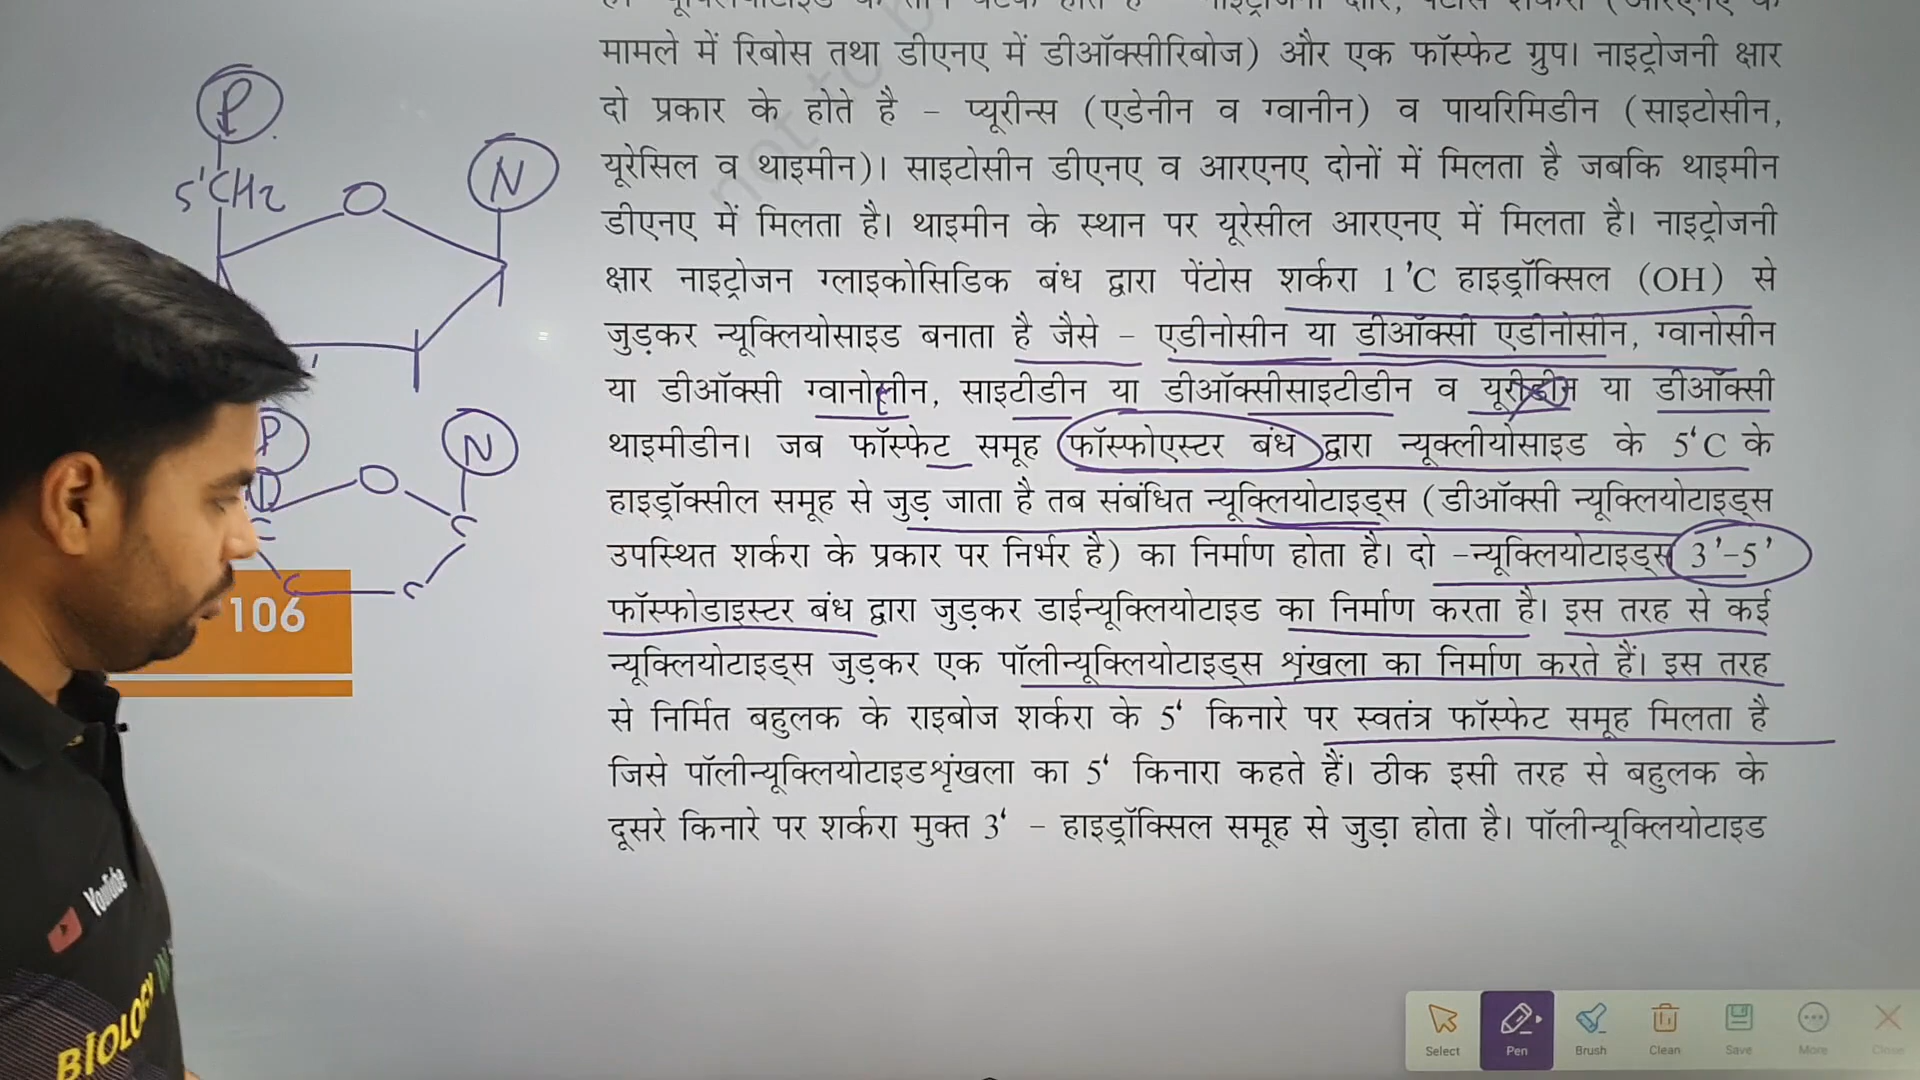 मामले में रिबोस तथा डीएनए में डीऑक्सीरिबोज) और एक फॉस्फेट ग्रुप। नाइट्रोजनी क्षार
दो प्रकार के होते है – प्यूरीन्स (एडेनीन व ग्वानीन) व पायरिमिडीन (साइटोसीन,
यूरेसिल व थाइमीन)। साइटोसीन डीएनए व आरएनए दोनों में मिलता है जबकि थाइमीन
डीएनए में मिलता है। थाइमीन के स्थान पर यूरेसील आरएनए में मिलता है। नाइट्रोजनी
क्षार नाइट्रोजन ग्लाइकोसिडिक बंध द्वारा पेंटोस शर्करा 1'C हाइड्रॉक्सिल (OH) से
जुड़कर न्यूक्लियोसाइड बनाता है जैसे – एडीनोसीन या डीऑक्सी एडीनोसीन, ग्वानोसीन
या डीऑक्सी ग्वानोसीन, साइटीडीन या डीऑक्सीसाइटीडीन व यूरीडीन या डीऑक्सी
थाइमीडीन। जब फॉस्फेट समूह फॉस्फोएस्टर बंध द्वारा न्यूक्लीयोसाइड के 5‘C के
हाइड्रॉक्सील समूह से जुड़ जाता है तब संबंधित न्यूक्लियोटाइड्स (डीऑक्सी न्यूक्लियोटाइड्स
उपस्थित शर्करा के प्रकार पर निर्भर है) का निर्माण होता है। दो –न्यूक्लियोटाइड्स 3'–5'
फॉस्फोडाइस्टर बंध द्वारा जुड़कर डाईन्यूक्लियोटाइड का निर्माण करता है। इस तरह से कई
न्यूक्लियोटाइड्स जुड़कर एक पॉलीन्यूक्लियोटाइड्स शृंखला का निर्माण करते हैं। इस तरह
से निर्मित बहुलक के राइबोज शर्करा के 5‘ किनारे पर स्वतंत्र फॉस्फेट समूह मिलता है
जिसे पॉलीन्यूक्लियोटाइडशृंखला का 5‘ किनारा कहते हैं। ठीक इसी तरह से बहुलक के
दूसरे किनारे पर शर्करा मुक्त 3‘ – हाइड्रॉक्सिल समूह से जुड़ा होता है। पॉलीन्यूक्लियोटाइड
not to b
P
5'CH2 O N
P N
O
C C
C C
106
YouTube
BIOLOGY
Select Pen Brush Clean Save More Close